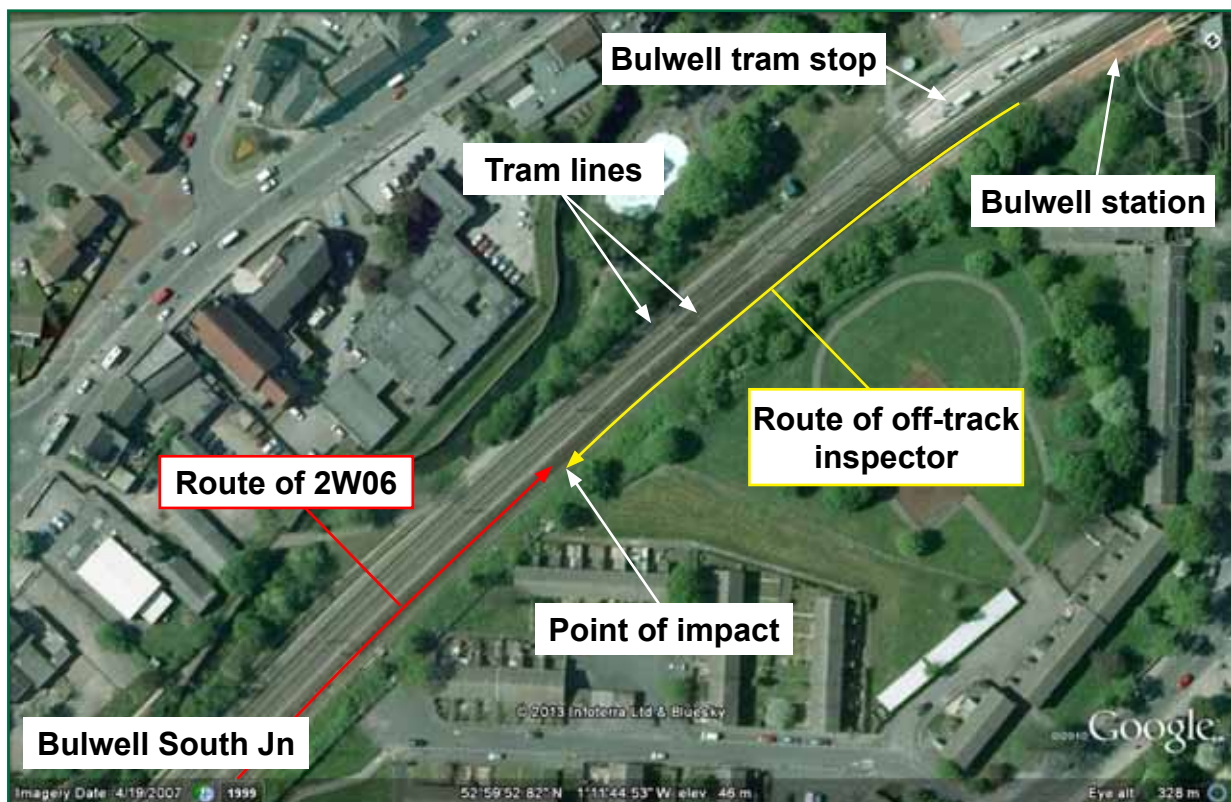 Bulwell tram stop
Tram lines
Bulwell station
Route of off-track
inspector
Route of 2W06
Point of impact
© 2013 Infoterra Ltd & Bluesky
Bulwell South Jn
Google
Imagery Date: 4/19/2007
1999
52°59'52.82" N 1°11'44.53" W elev 46 m
Eye alt 328 m